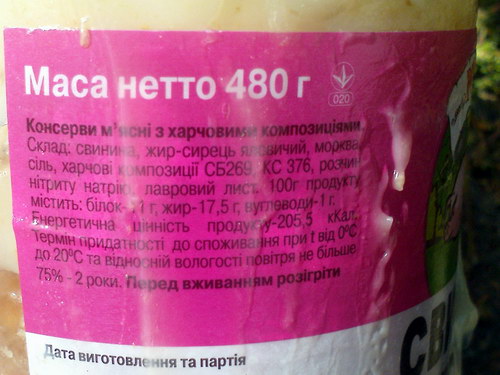 Маса нетто 480 г
020
Консерви м'ясні з харчовими композиціями.
Склад: свинина, жир-сирець яловичий, морква,
сіль, харчові композиції СБ269, КС 376, розчин
нітриту натрію, лавровий лист. 100г продукту
містить: білок- г, жир-17,5 г, вуглеводи-1 г.
Енергетична цінність продукту-205,5 кКал.
Термін придатності до споживання при t від 0°С
до 20°С та відносній вологості повітря не більше
75% - 2 роки. Перед вживанням розігріти
Дата виготовлення та партія